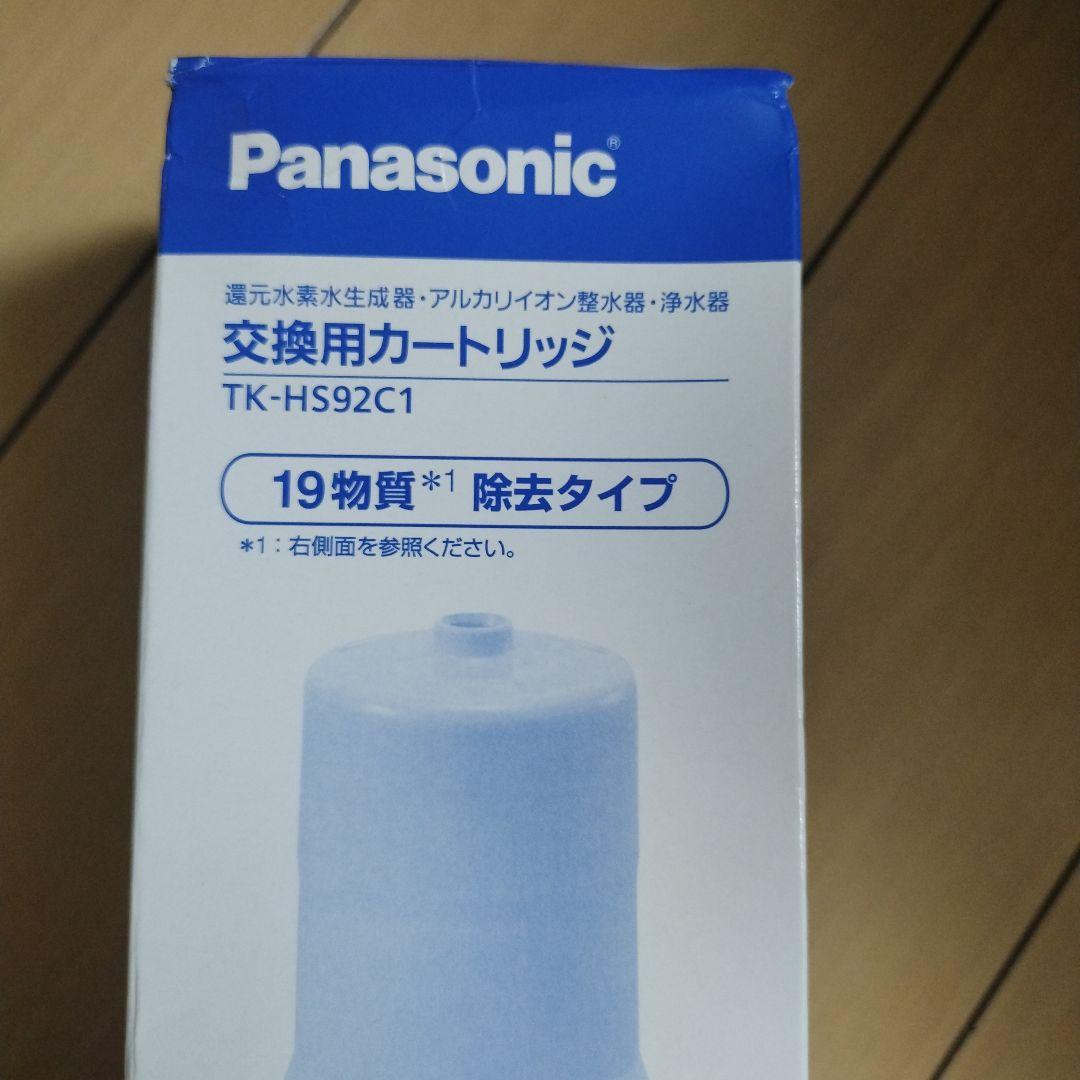 Panasonic®
還元水素水生成器・アルカリイオン整水器・浄水器
交換用カートリッジ
TK-HS92C1
19物質*1 除去タイプ
*1：右側面を参照ください。